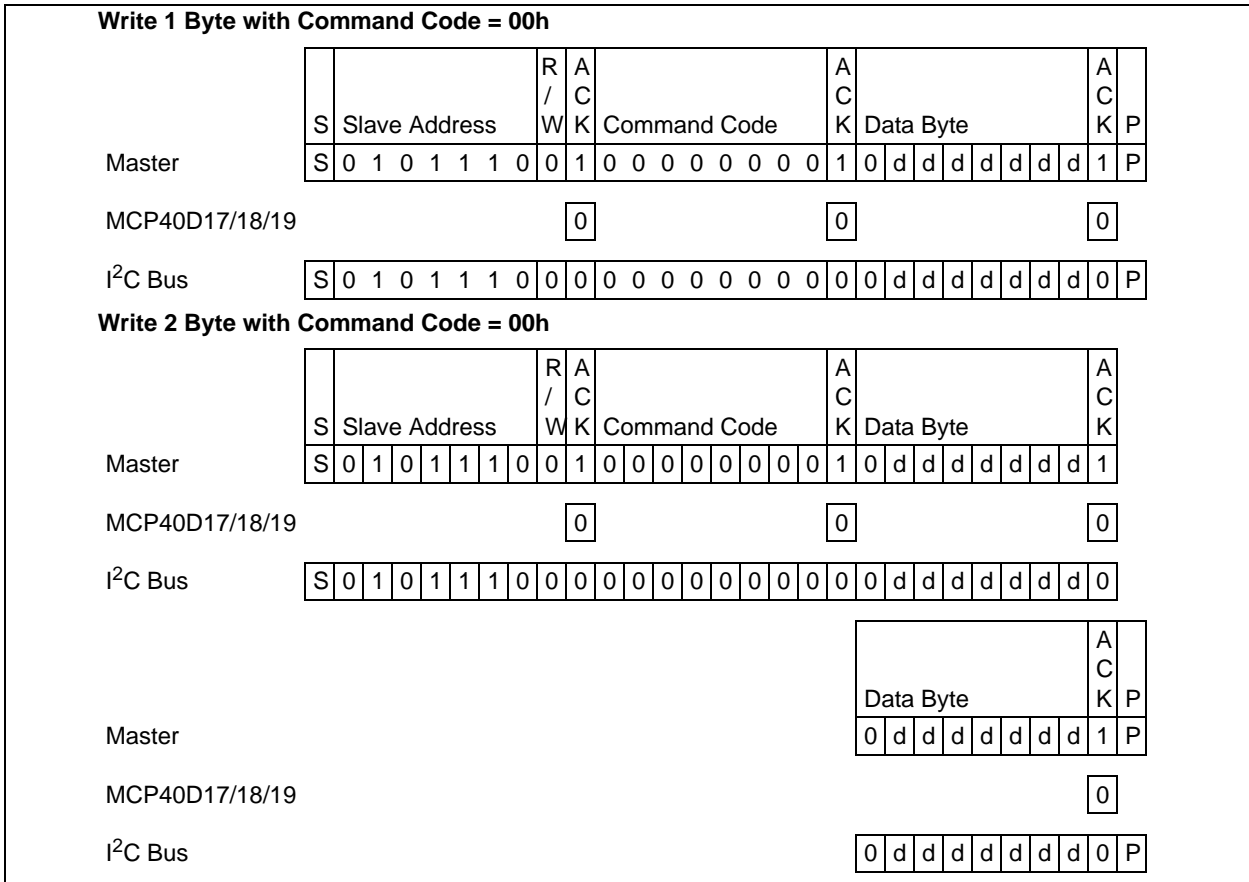 Write 1 Byte with Command Code = 00h
R A A A
/ C C C
S Slave Address W K Command Code K Data Byte K P
Master S 0 1 0 1 1 1 0 0 1 0 0 0 0 0 0 0 0 1 0 d d d d d d d 1 P
MCP40D17/18/19 0 0 0
I2C Bus S 0 1 0 1 1 1 0 0 0 0 0 0 0 0 0 0 0 0 0 d d d d d d d 0 P
Write 2 Byte with Command Code = 00h
R A A A
/ C C C
S Slave Address W K Command Code K Data Byte K
Master S 0 1 0 1 1 1 0 0 1 0 0 0 0 0 0 0 0 1 0 d d d d d d d 1
MCP40D17/18/19 0 0 0
I2C Bus S 0 1 0 1 1 1 0 0 0 0 0 0 0 0 0 0 0 0 0 d d d d d d d 0
A
C
Data Byte K P
Master 0 d d d d d d d 1 P
MCP40D17/18/19 0
I2C Bus 0 d d d d d d d 0 P